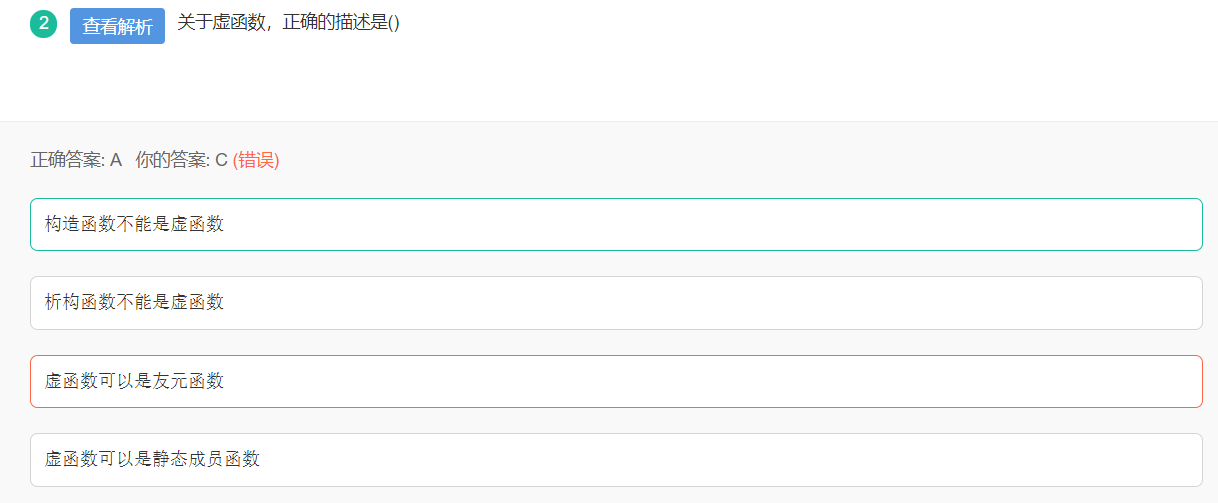 2 查看解析 关于虚函数，正确的描述是()
正确答案: A 你的答案: C (错误)
构造函数不能是虚函数
析构函数不能是虚函数
虚函数可以是友元函数
虚函数可以是静态成员函数